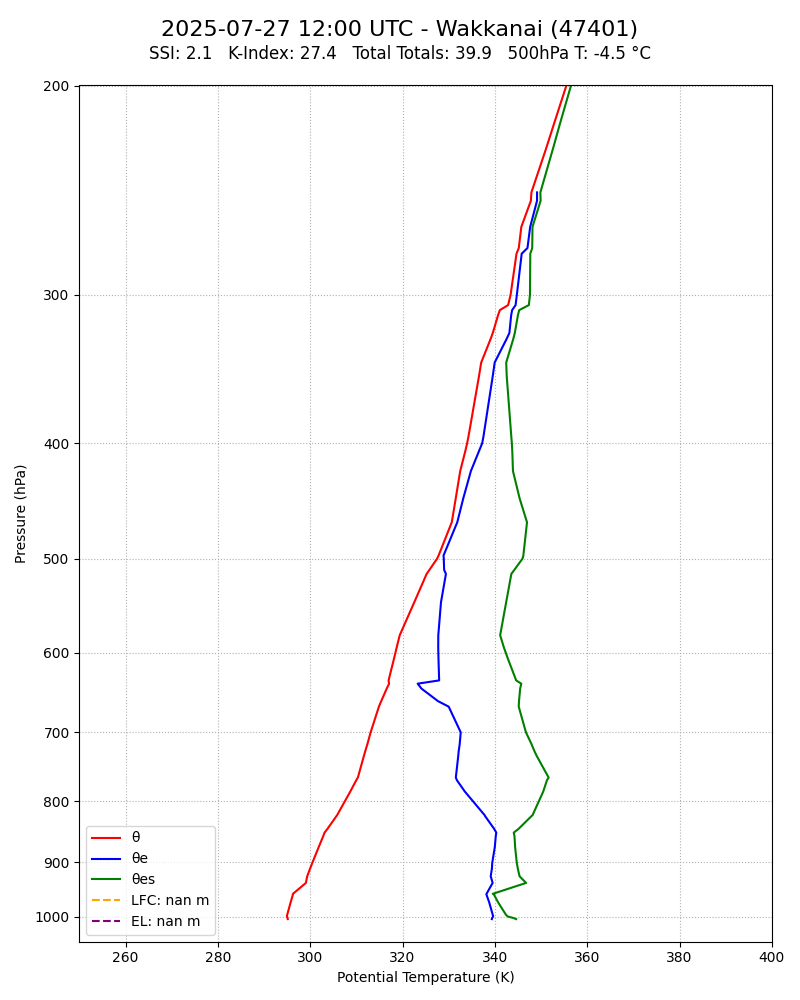 2025-07-27 12:00 UTC - Wakkanai (47401)
SSI: 2.1   K-Index: 27.4   Total Totals: 39.9   500hPa T: -4.5 °C
200
300
400
500
600
700
800
900
1000
Pressure (hPa)
θ
θe
θes
LFC: nan m
EL: nan m
260 280 300 320 340 360 380 400
Potential Temperature (K)